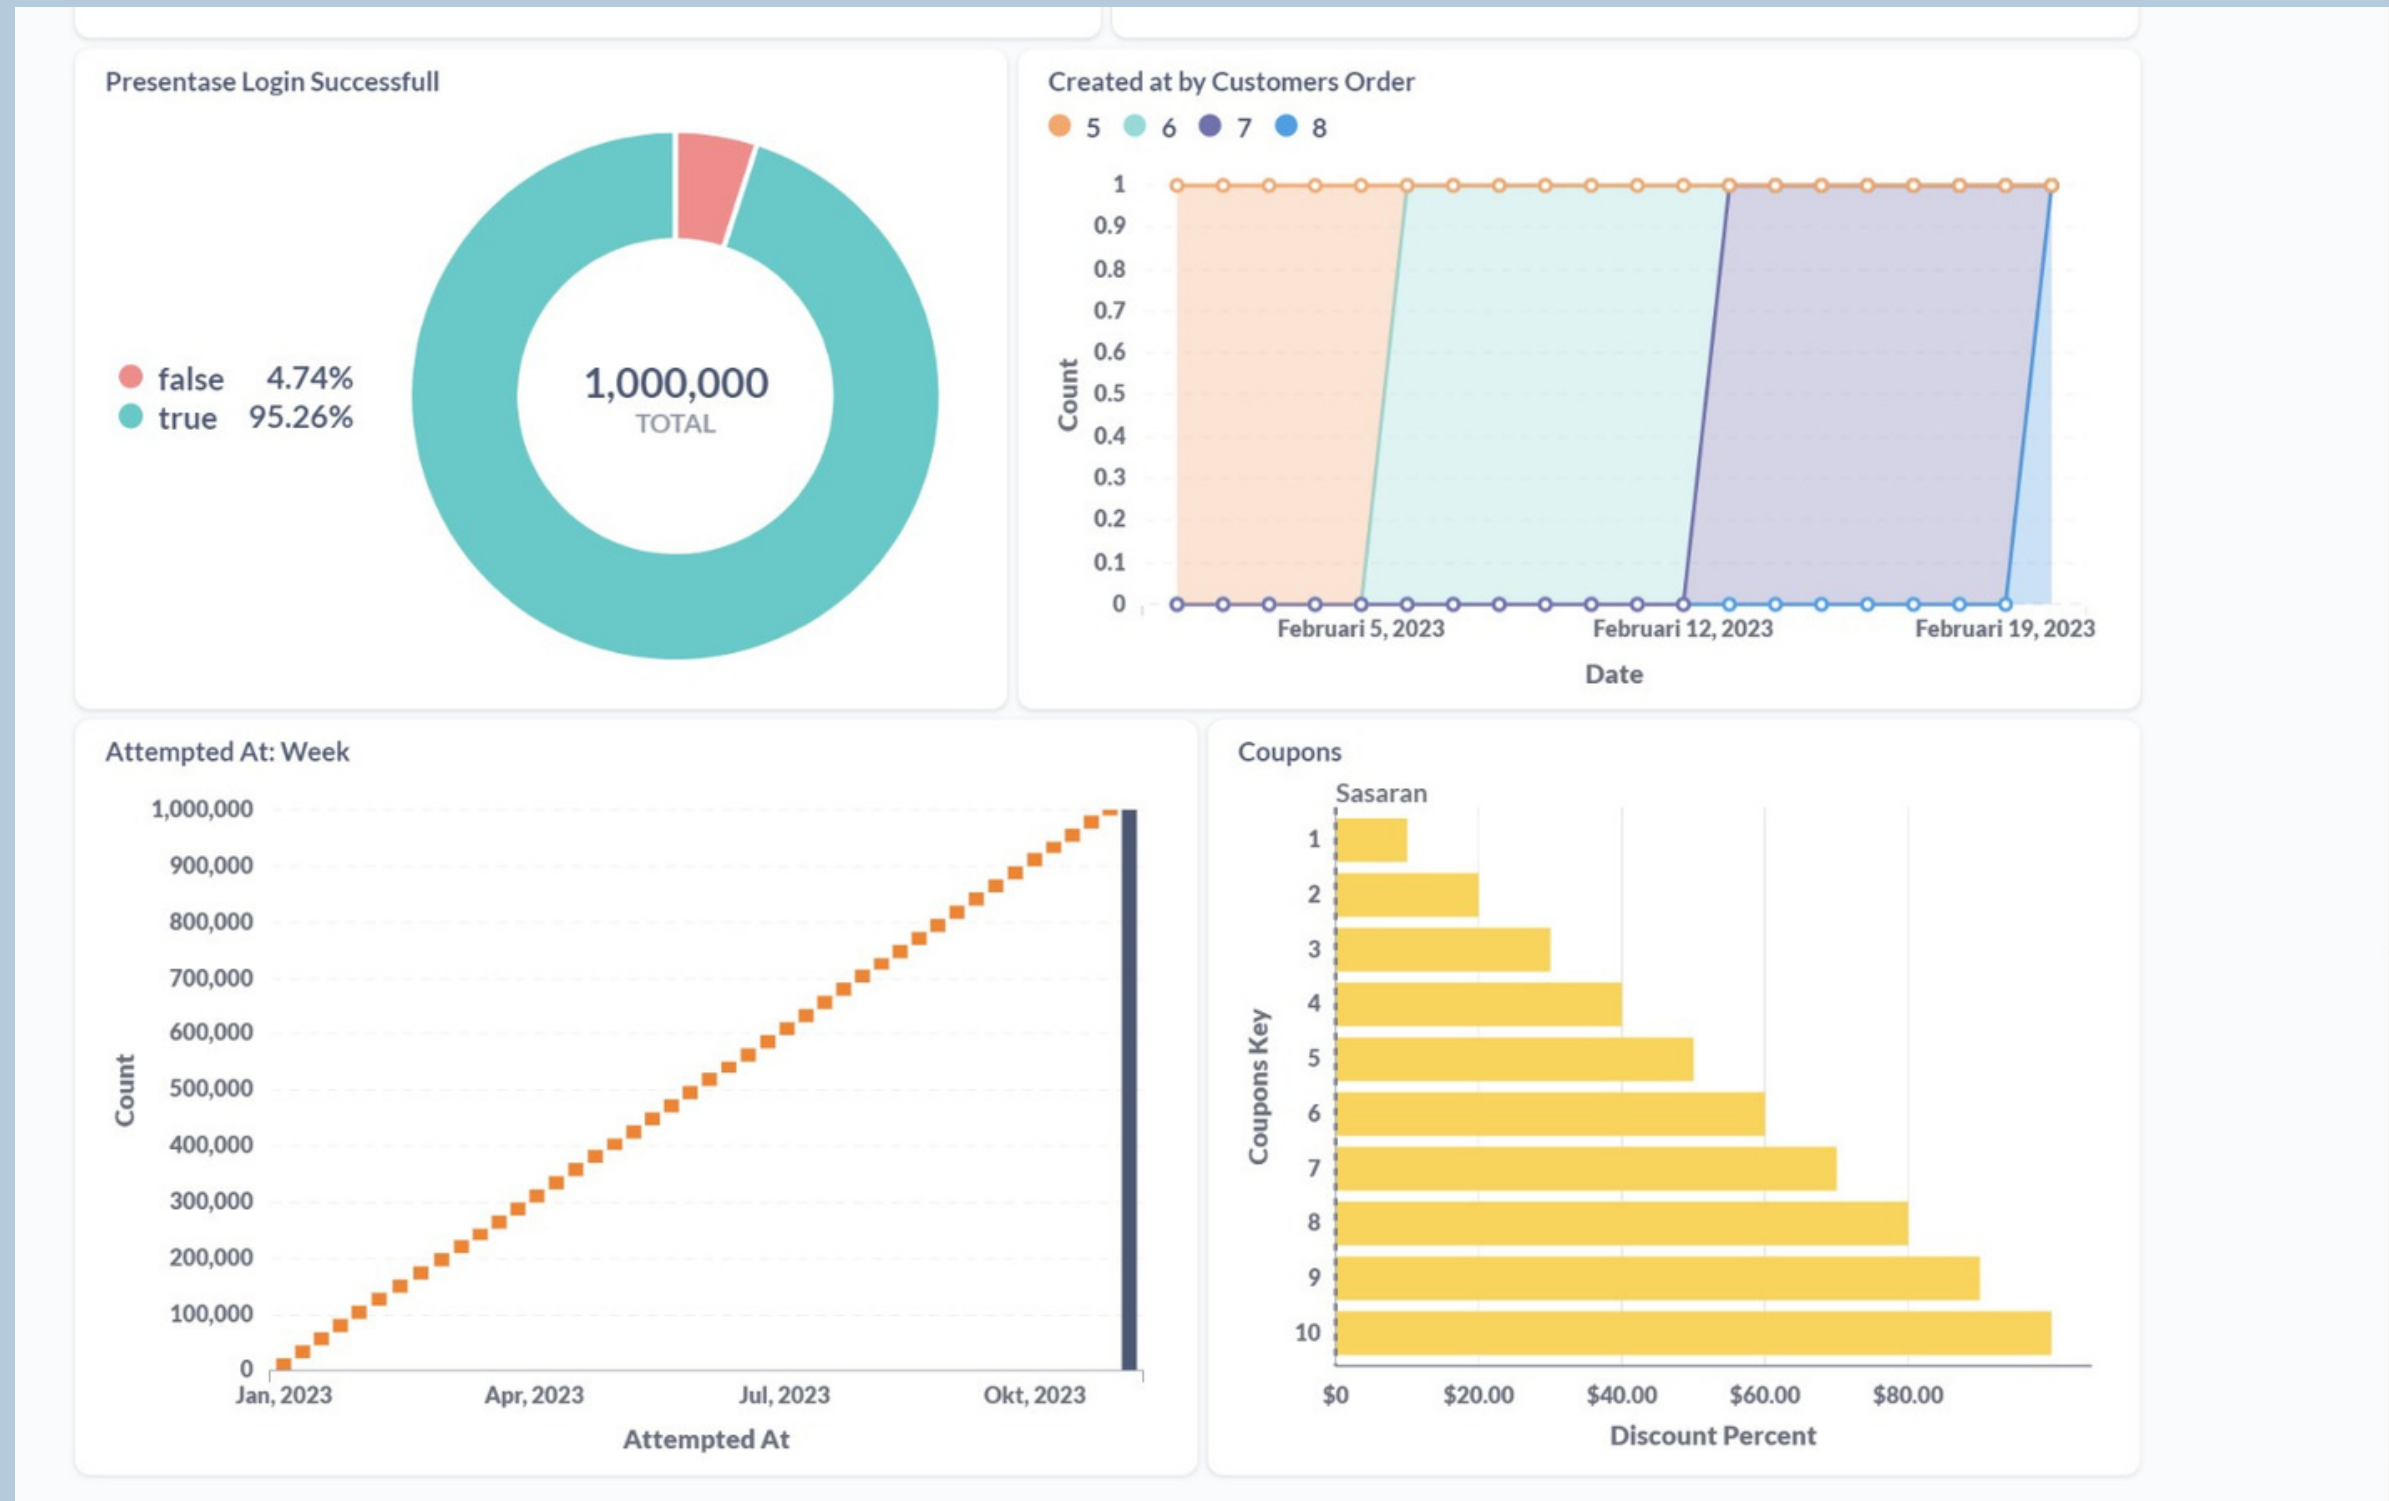 Presentase Login Successfull
false 4.74%
true 95.26%
1,000,000
TOTAL
Created at by Customers Order
5 6 7 8
1
0.9
0.8
0.7
0.6
0.5
0.4
0.3
0.2
0.1
0
Count
Februari 5, 2023 Februari 12, 2023 Februari 19, 2023
Date
Attempted At: Week
1,000,000
900,000
800,000
700,000
600,000
500,000
400,000
300,000
200,000
100,000
0
Count
Jan, 2023 Apr, 2023 Jul, 2023 Okt, 2023
Attempted At
Coupons
Sasaran
1
2
3
4
5
6
7
8
9
10
Coupons Key
$0 $20.00 $40.00 $60.00 $80.00
Discount Percent